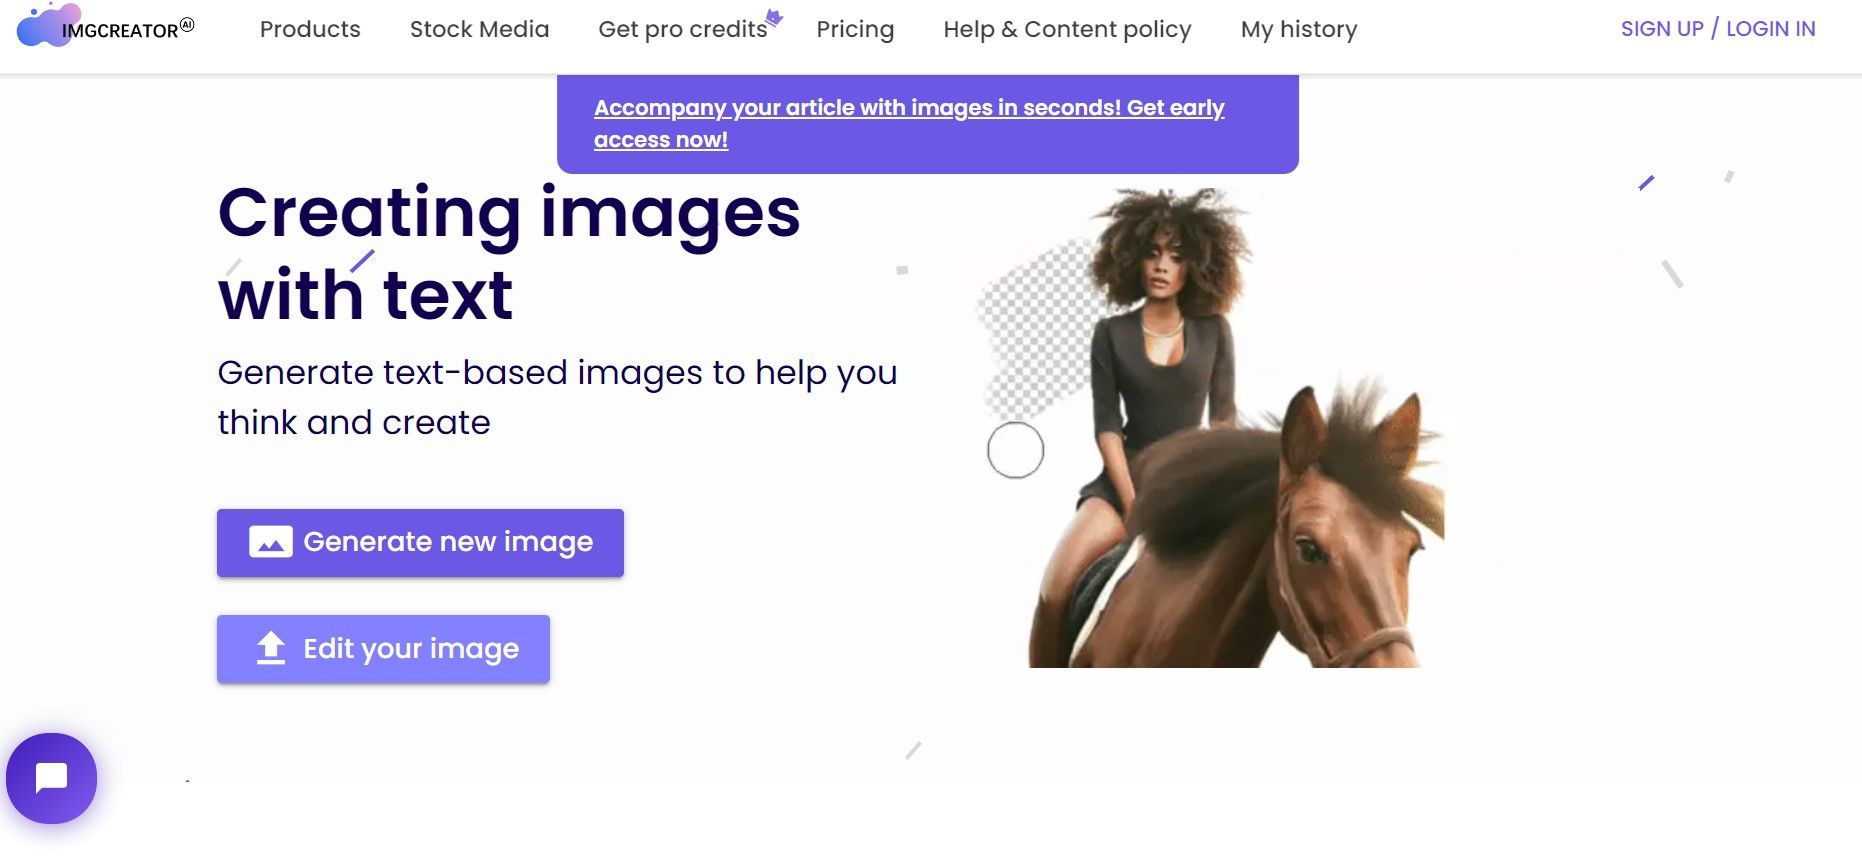 IMGCREATOR AI
Products
Stock Media
Get pro credits
Pricing
Help & Content policy
My history
SIGN UP / LOGIN IN
Accompany your article with images in seconds! Get early
access now!
Creating images
with text
Generate text-based images to help you
think and create
Generate new image
Edit your image